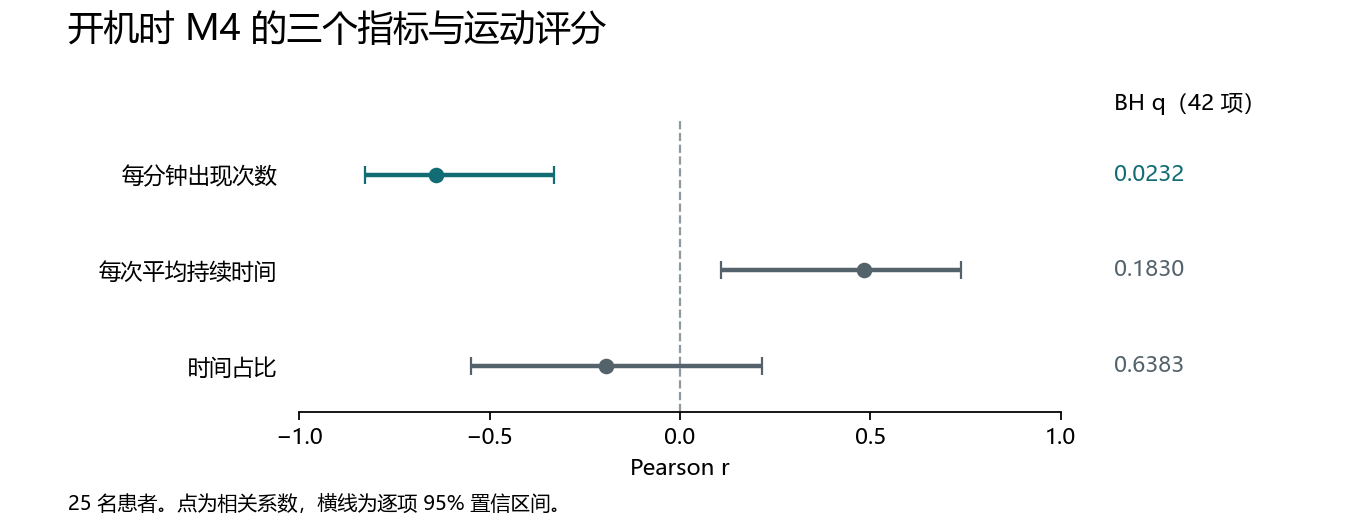 开机时 M4 的三个指标与运动评分
BH q（42 项）
每分钟出现次数 0.0232
每次平均持续时间 0.1830
时间占比 0.6383
−1.0 −0.5 0.0 0.5 1.0
Pearson r
25 名患者。点为相关系数，横线为逐项 95% 置信区间。